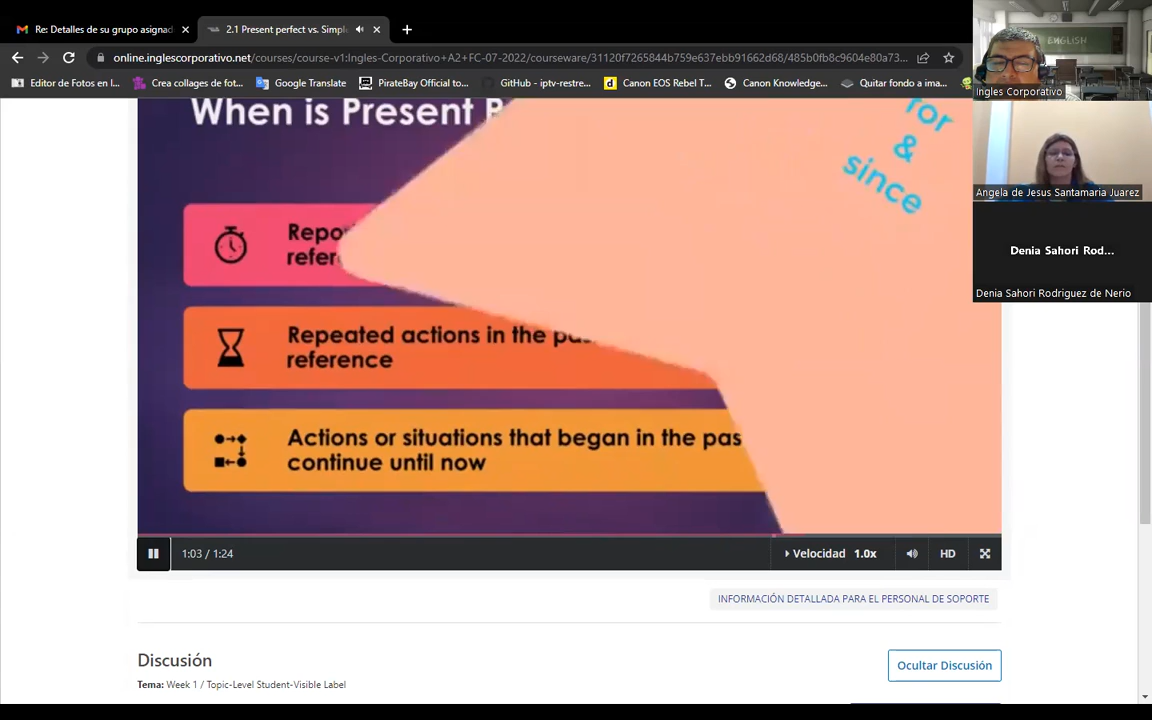 Re: Detalles de su grupo asignad
2.1 Present perfect vs. Simpl
online.inglescorporativo.net/courses/course-v1:Ingles-Corporativo+A2+FC-07-2022/courseware/31120f7265844b759e637ebb91662d68/485b0fb8c9604e80a73...
Editor de Fotos en l...
Crea collages de fot...
Google Translate
PirateBay Official to...
GitHub - iptv-restre...
Canon EOS Rebel T...
Canon Knowledge...
Quitar fondo a ima...
ENGLISH
Ingles Corporativo
Angela de Jesus Santamaria Juarez
Denia Sahori Rod...
Denia Sahori Rodriguez de Nerio
When is Present
for
&
since
Repeated actions in the
reference
Actions or situations that began in the pas
continue until now
1:03 / 1:24
Velocidad 1.0x
HD
INFORMACIÓN DETALLADA PARA EL PERSONAL DE SOPORTE
Discusión
Ocultar Discusión
Tema: Week 1 / Topic-Level Student-Visible Label